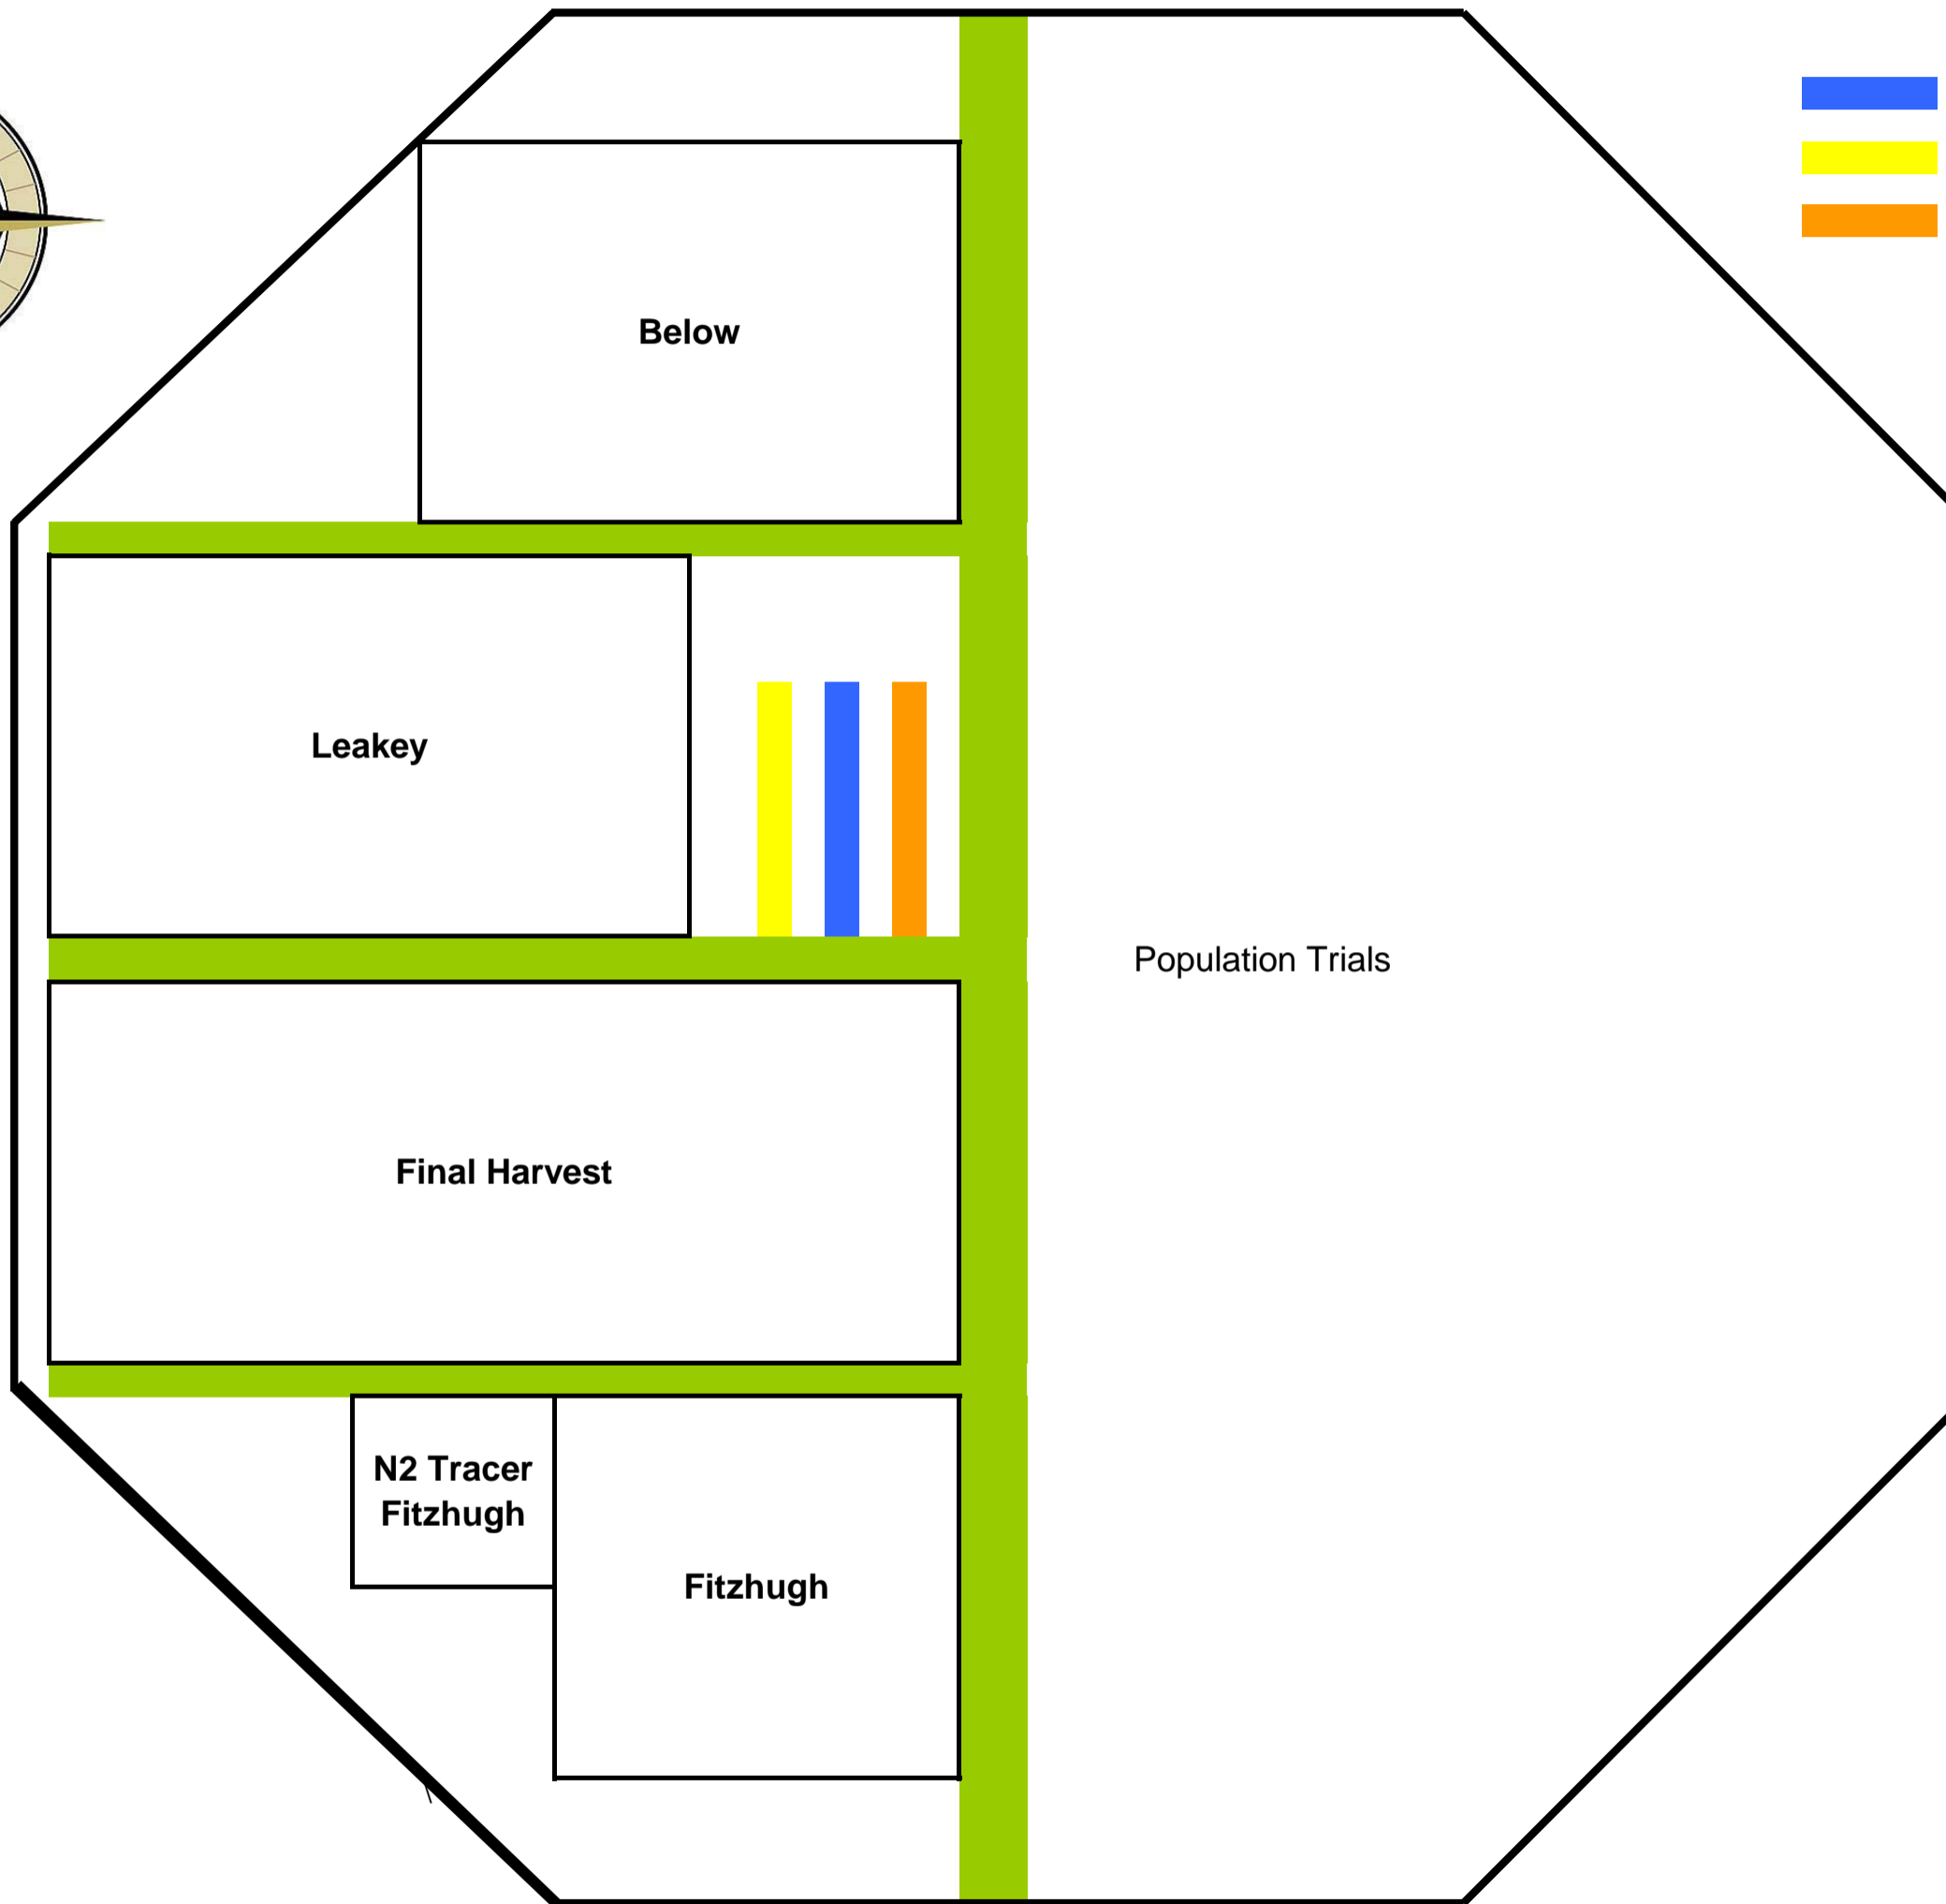 Below
Leakey
Population Trials
Final Harvest
N2 Tracer
Fitzhugh
Fitzhugh